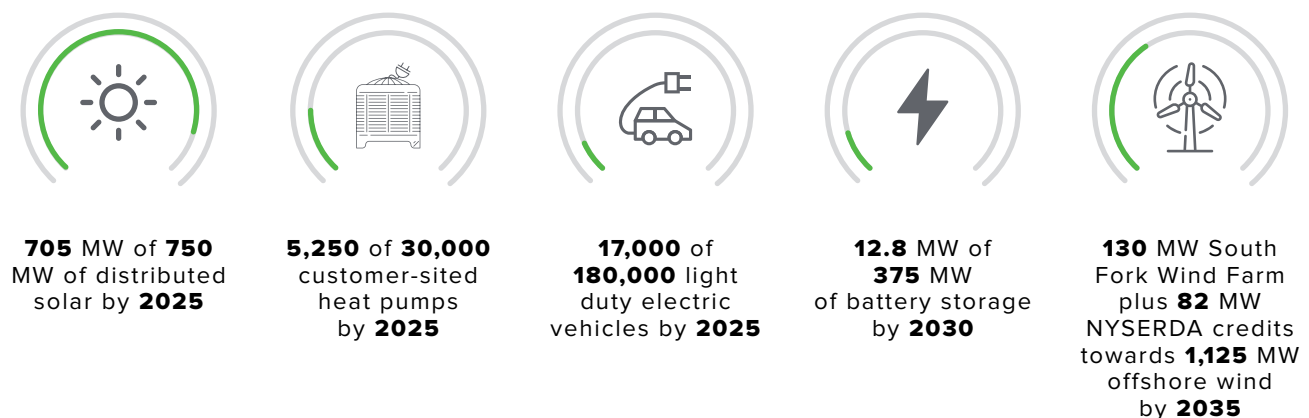 705 MW of 750
MW of distributed
solar by 2025
5,250 of 30,000
customer-sited
heat pumps
by 2025
17,000 of
180,000 light
duty electric
vehicles by 2025
12.8 MW of
375 MW
of battery storage
by 2030
130 MW South
Fork Wind Farm
plus 82 MW
NYSERDA credits
towards 1,125 MW
offshore wind
by 2035